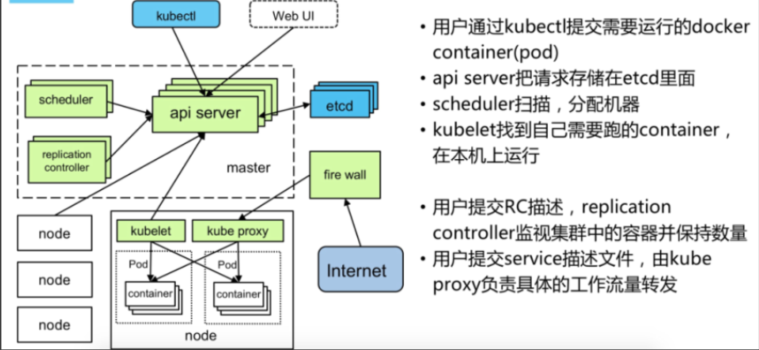 kubectl
Web UI
scheduler
api server
etcd
replication
controller
master
fire wall
node
kubelet
kube proxy
node
Pod
Pod
Internet
container
container
node
node
• 用户通过kubectl提交需要运行的docker
container(pod)
• api server把请求存储在etcd里面
• scheduler扫描，分配机器
• kubelet找到自己需要跑的container，
在本机上运行
• 用户提交RC描述，replication
controller监视集群中的容器并保持数量
• 用户提交service描述文件，由kube
proxy负责具体的工作流量转发